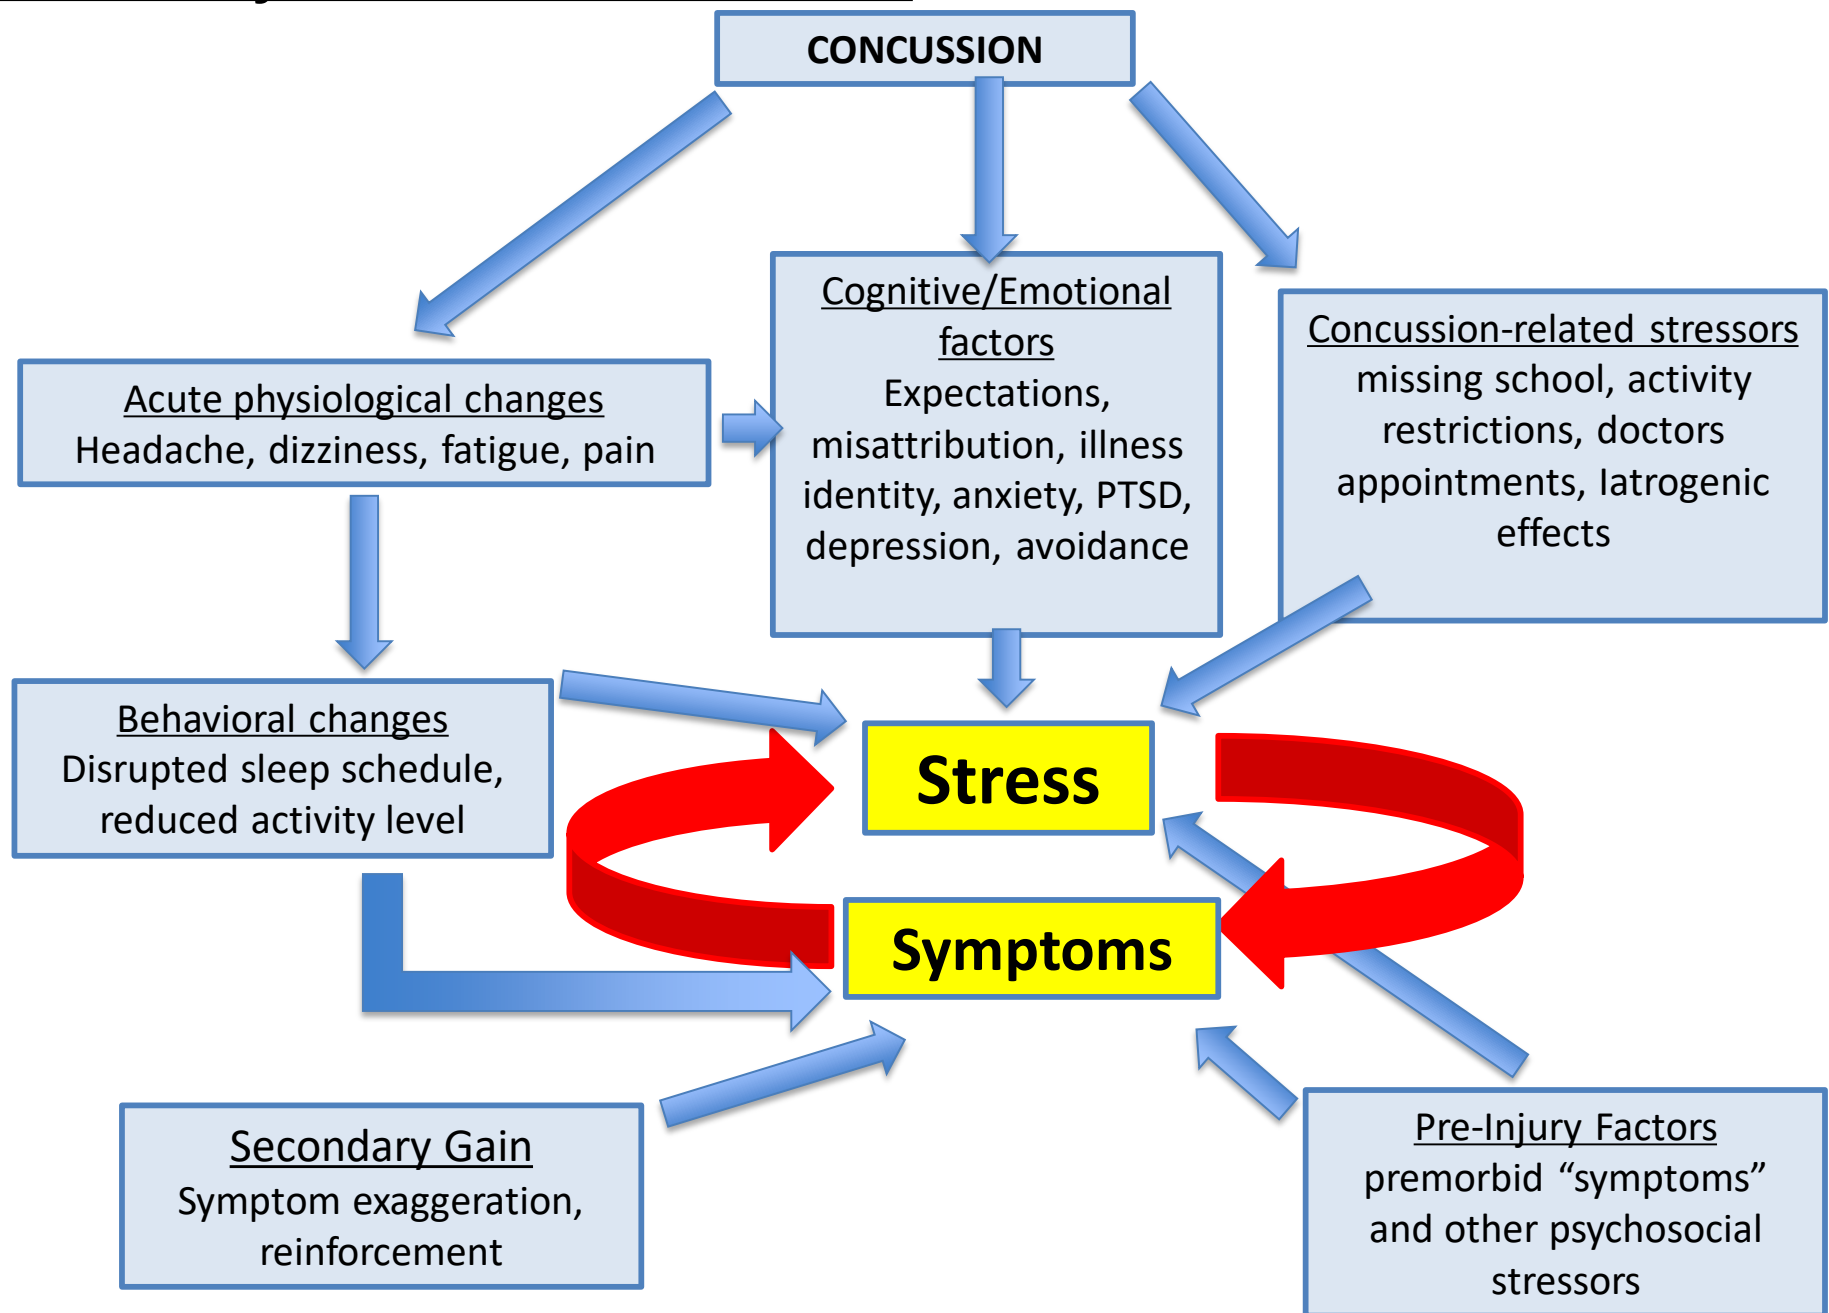 CONCUSSION
Cognitive/Emotional
factors
Expectations,
misattribution, illness
identity, anxiety, PTSD,
depression, avoidance
Concussion-related stressors
missing school, activity
restrictions, doctors
appointments, Iatrogenic
effects
Acute physiological changes
Headache, dizziness, fatigue, pain
Behavioral changes
Disrupted sleep schedule,
reduced activity level
Stress
Symptoms
Secondary Gain
Symptom exaggeration,
reinforcement
Pre-Injury Factors
premorbid “symptoms”
and other psychosocial
stressors